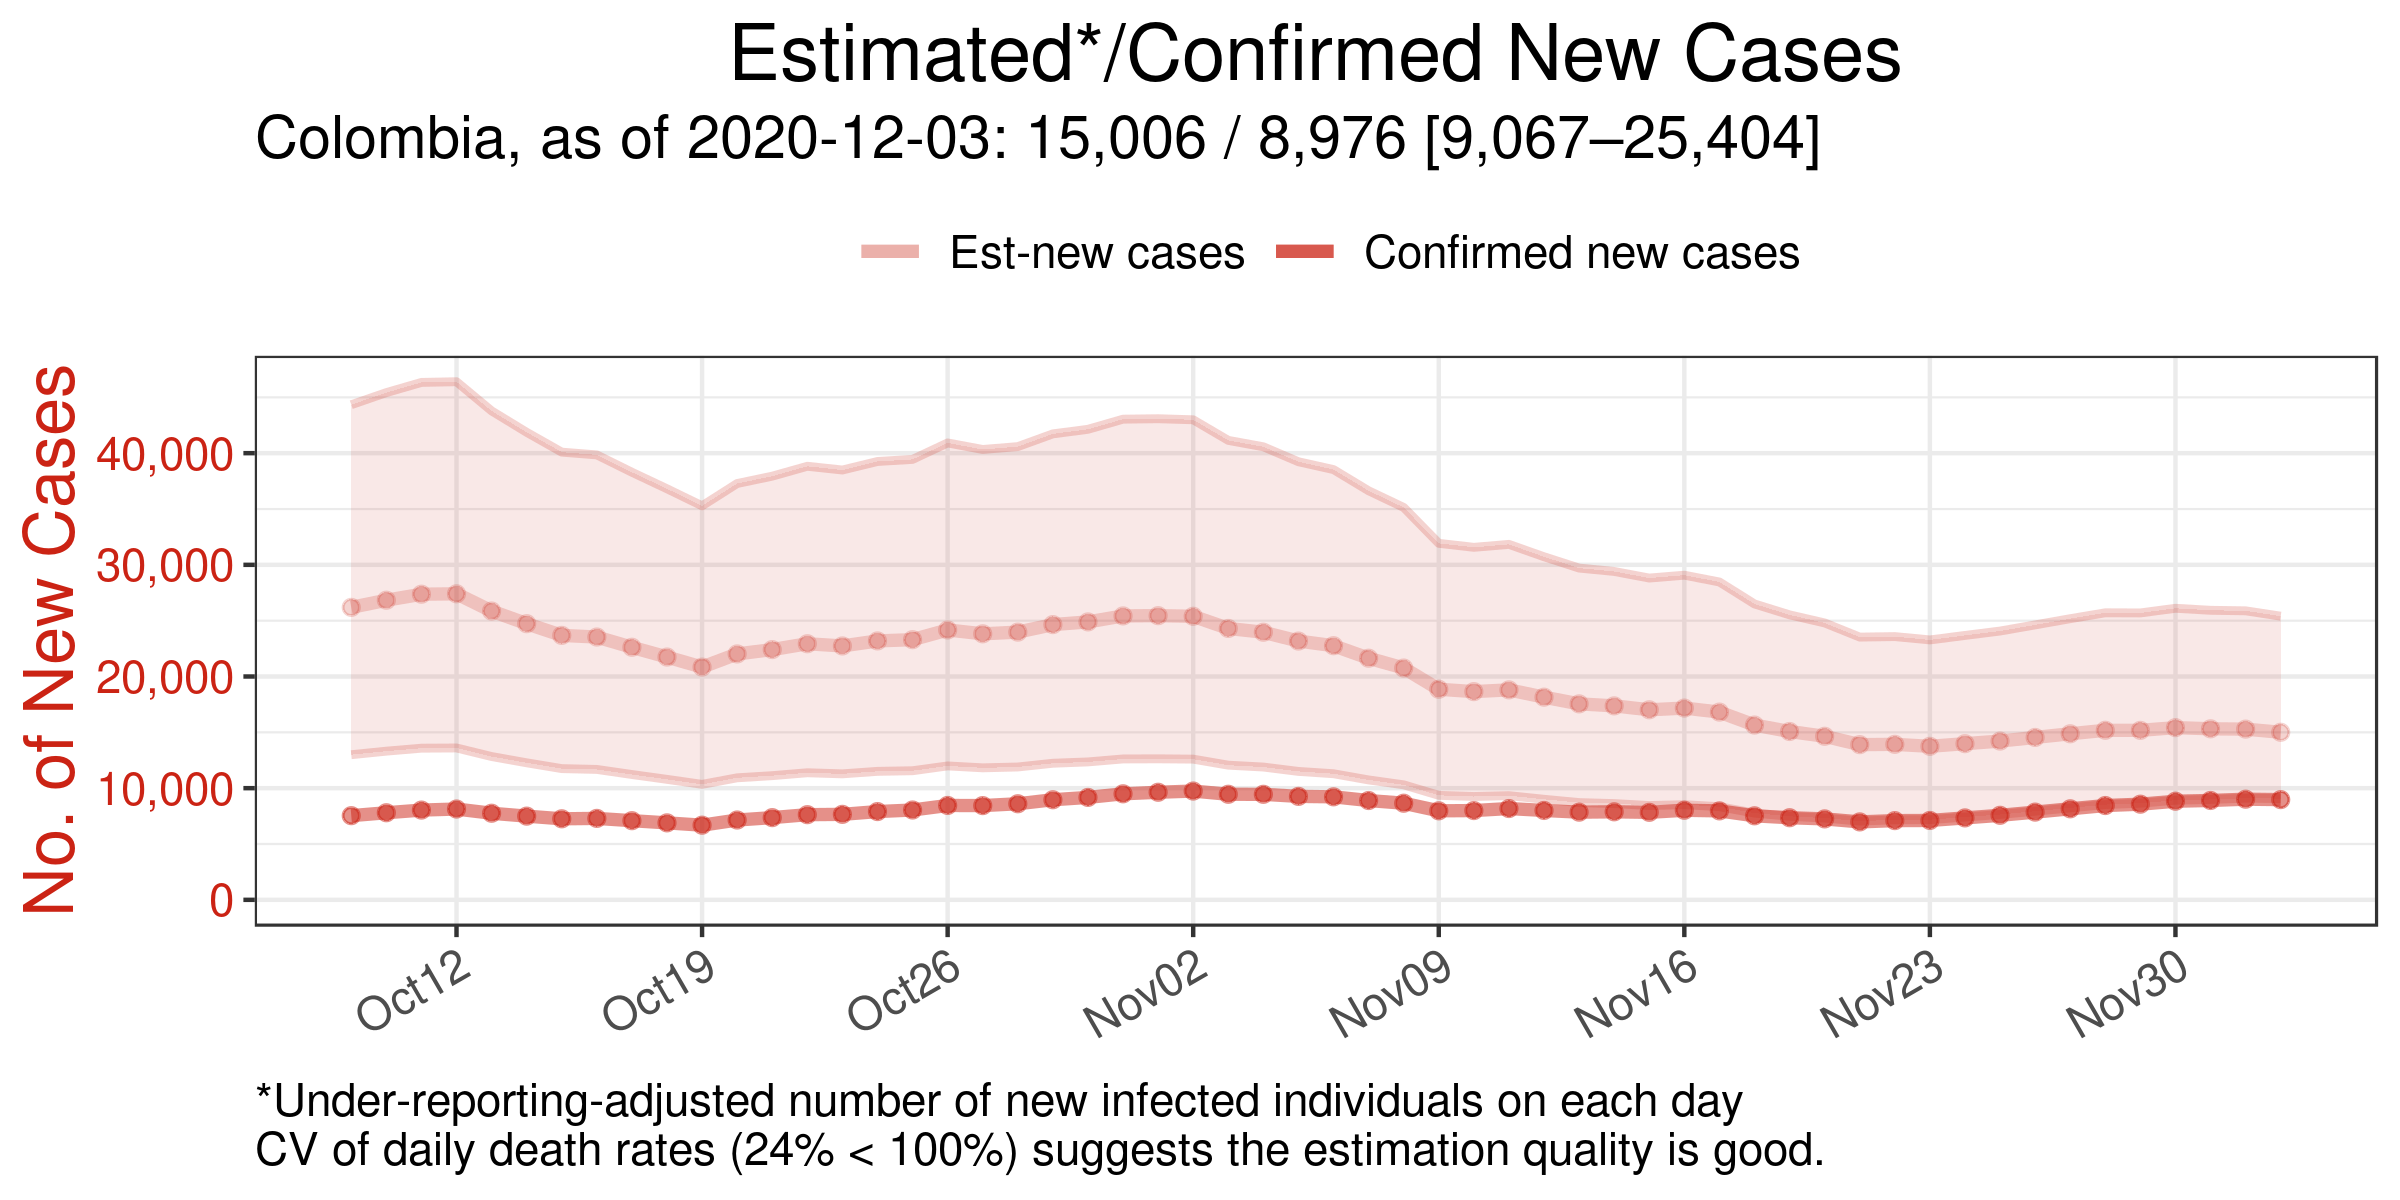 Estimated*/Confirmed New Cases
Colombia, as of 2020-12-03: 15,006 / 8,976 [9,067–25,404]
Est-new cases Confirmed new cases
No. of New Cases
40,000
30,000
20,000
10,000
0
Oct12 Oct19 Oct26 Nov02 Nov09 Nov16 Nov23 Nov30
*Under-reporting-adjusted number of new infected individuals on each day
CV of daily death rates (24% < 100%) suggests the estimation quality is good.